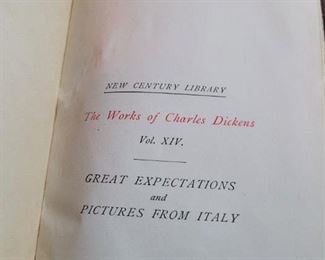 NEW CENTURY LIBRARY
The Works of Charles Dickens
Vol. XIV.
GREAT EXPECTATIONS
and
PICTURES FROM ITALY